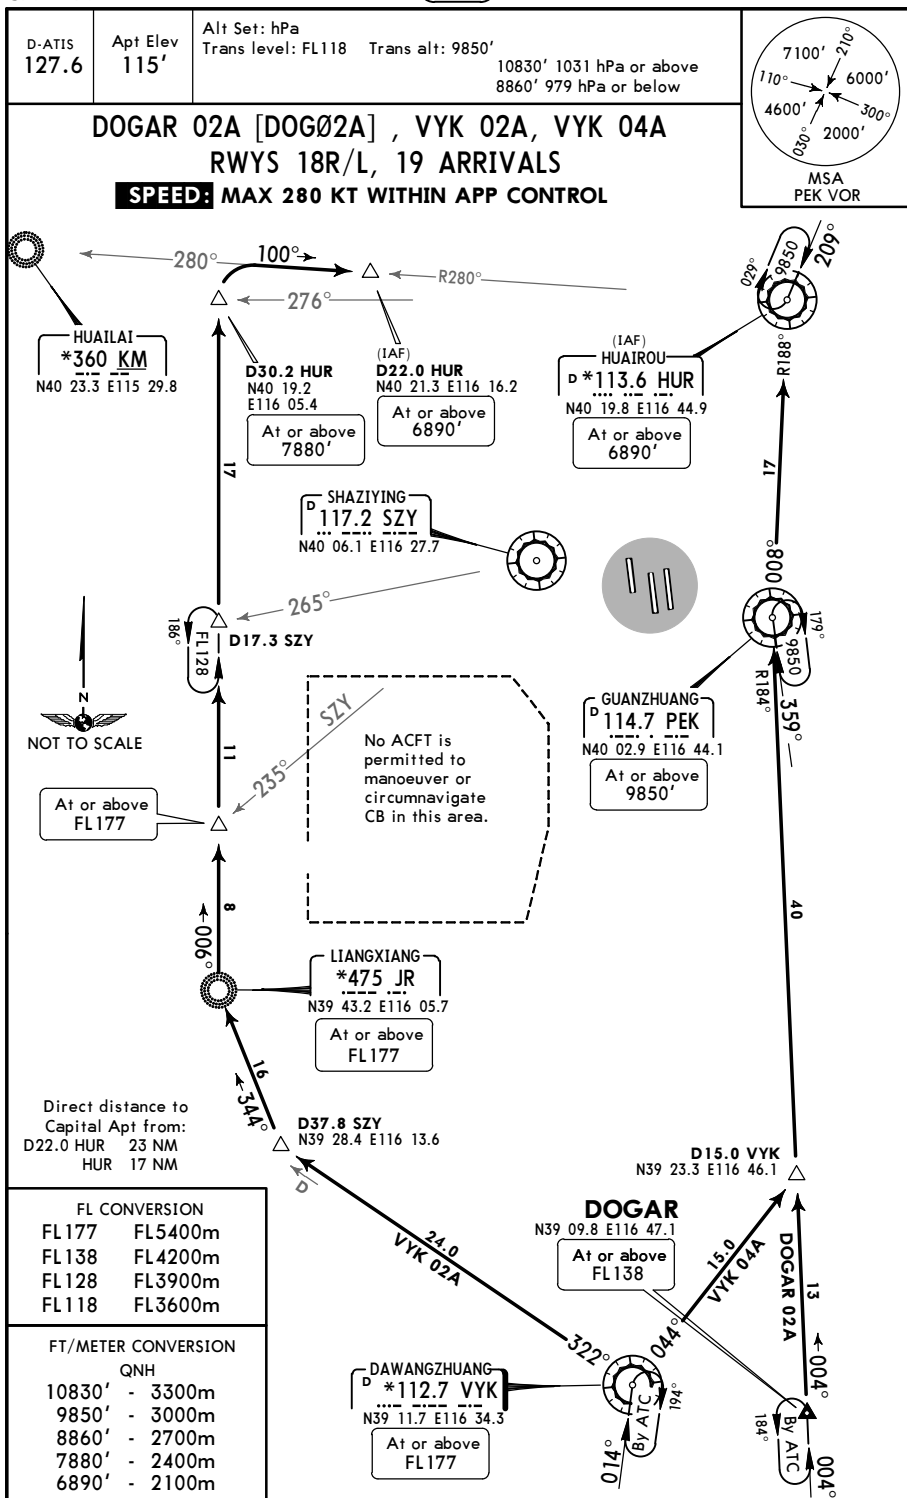 D-ATIS
127.6
Apt Elev
115'
Alt Set: hPa
Trans level: FL118 Trans alt: 9850'
10830' 1031 hPa or above
8860' 979 hPa or below
7100'
210°
110°
6000'
4600'
300°
030°
2000'
MSA
PEK VOR
DOGAR 02A [DOGØ2A] , VYK 02A, VYK 04A
RWYS 18R/L, 19 ARRIVALS
SPEED: MAX 280 KT WITHIN APP CONTROL
280°
100°
R280°
276°
029°
9850
209°
HUAILAI
*360 KM
N40 23.3 E115 29.8
D30.2 HUR
N40 19.2
E116 05.4
At or above
7880'
(IAF)
D22.0 HUR
N40 21.3 E116 16.2
At or above
6890'
(IAF)
HUAIROU
D *113.6 HUR
N40 19.8 E116 44.9
At or above
6890'
R188°
17
17
SHAZIYING
D 117.2 SZY
N40 06.1 E116 27.7
008°
265°
186°
FL128
D17.3 SZY
179°
9850
R184°
359°
N
NOT TO SCALE
11
235°
SZY
No ACFT is
permitted to
manoeuver or
circumnavigate
CB in this area.
GUANZHUANG
D 114.7 PEK
N40 02.9 E116 44.1
At or above
9850'
At or above
FL177
8
006°
40
LIANGXIANG
*475 JR
N39 43.2 E116 05.7
At or above
FL177
16
344°
Direct distance to
Capital Apt from:
D22.0 HUR 23 NM
HUR 17 NM
D37.8 SZY
N39 28.4 E116 13.6
D
D15.0 VYK
N39 23.3 E116 46.1
DOGAR
N39 09.8 E116 47.1
At or above
FL138
24.0
VYK 02A
15.0
VYK 04A
DOGAR 02A
13
FL CONVERSION
FL177 FL5400m
FL138 FL4200m
FL128 FL3900m
FL118 FL3600m
FT/METER CONVERSION
QNH
10830' - 3300m
9850' - 3000m
8860' - 2700m
7880' - 2400m
6890' - 2100m
322°
044°
004°
DAWANGZHUANG
D *112.7 VYK
N39 11.7 E116 34.3
At or above
FL177
By ATC
194°
014°
184°
By ATC
004°